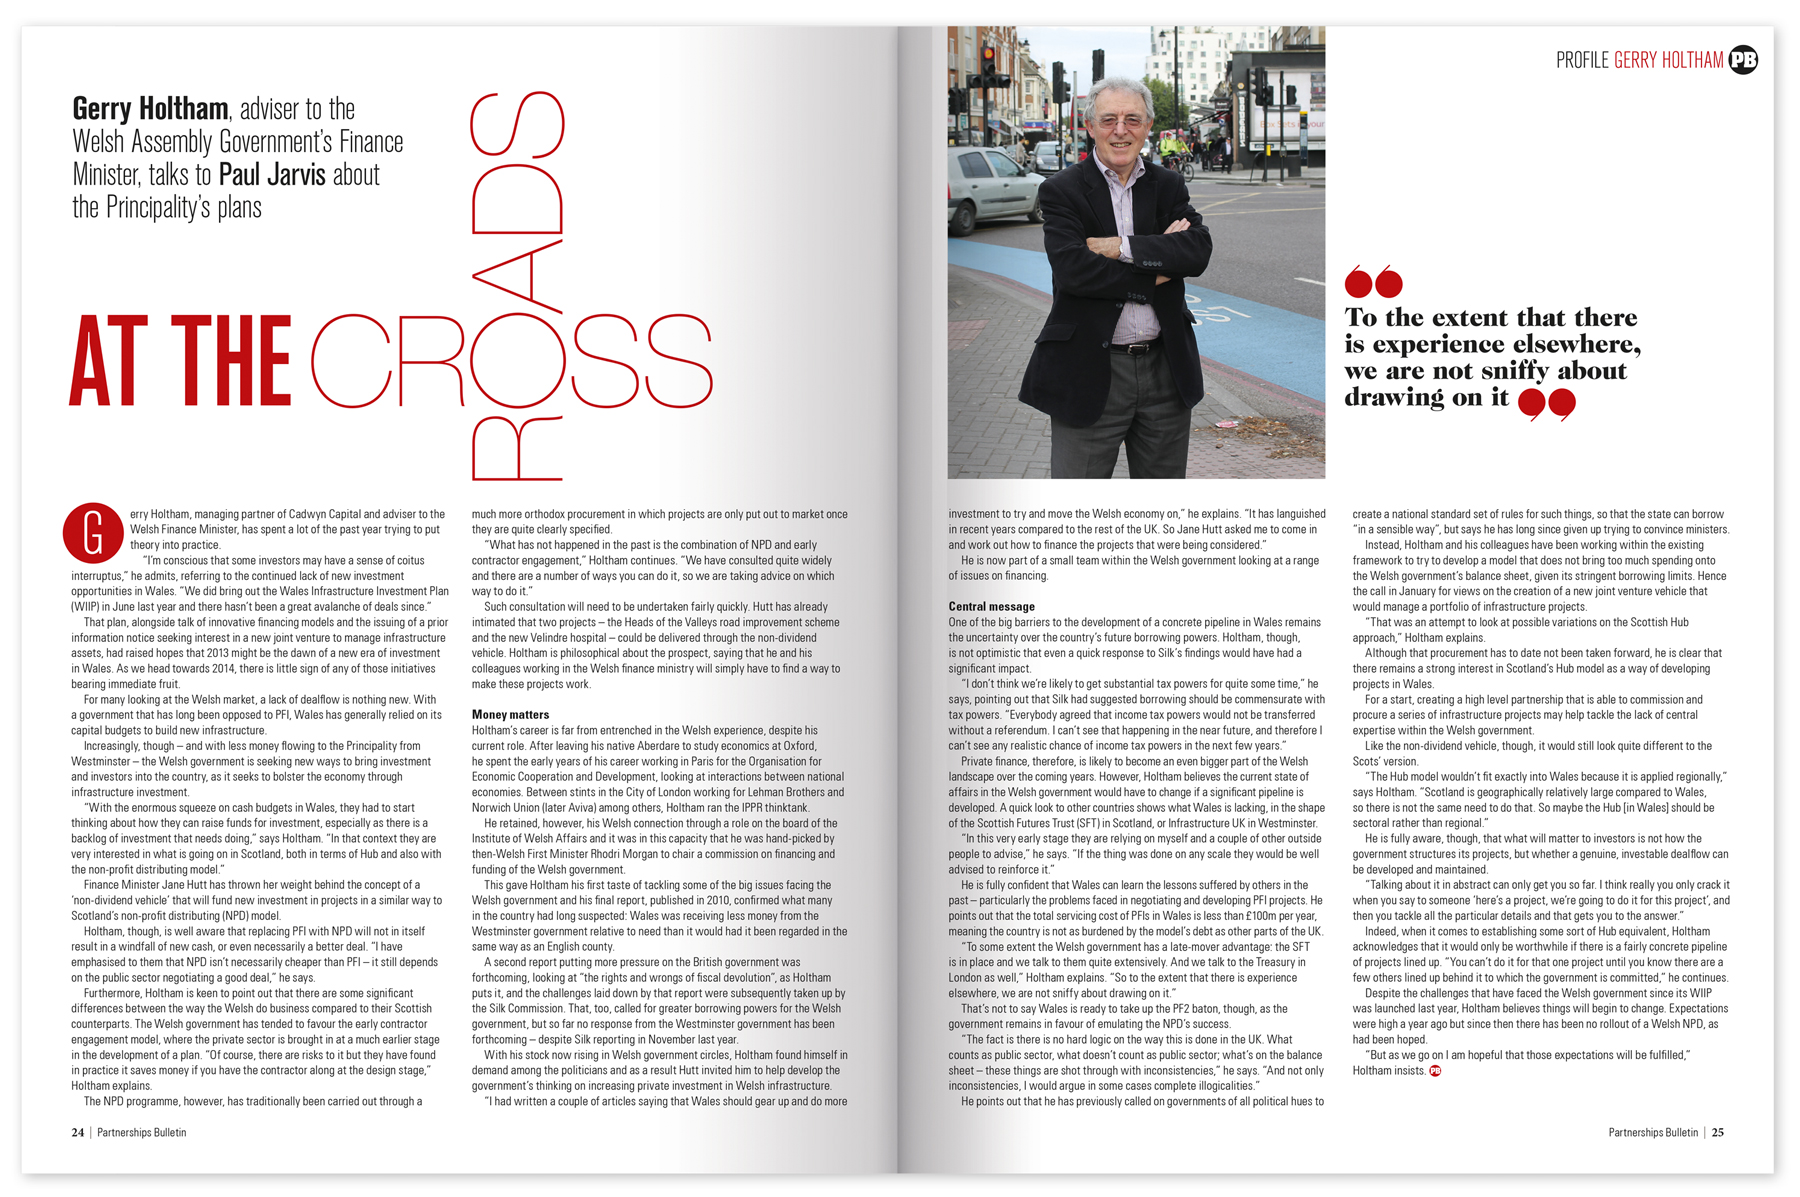 Gerry Holtham, adviser to the
Welsh Assembly Government's Finance
Minister, talks to Paul Jarvis about
the Principality's plans
AT THE CROSS
ROADS
Gerry Holtham, managing partner of Cadwyn Capital and adviser to the
Welsh Finance Minister, has spent a lot of the past year trying to put
theory into practice.
"I'm conscious that some investors may have a sense of coitus
interruptus," he admits, referring to the continued lack of new investment
opportunities in Wales. "We did bring out the Wales Infrastructure Investment Plan
(WIIP) in June last year and there hasn't been a great avalanche of deals since."
That plan, alongside talk of innovative financing models and the issuing of a prior
information notice seeking interest in a new joint venture to manage infrastructure
assets, had raised hopes that 2013 might be the dawn of a new era of investment
in Wales. As we head towards 2014, there is little sign of any of those initiatives
bearing immediate fruit.
For many looking at the Welsh market, a lack of dealflow is nothing new. With
a government that has long been opposed to PFI, Wales has generally relied on its
capital budgets to build new infrastructure.
Increasingly, though – and with less money flowing to the Principality from
Westminster – the Welsh government is seeking new ways to bring investment
and investors into the country, as it seeks to bolster the economy through
infrastructure investment.
"With the enormous squeeze on cash budgets in Wales, they had to start
thinking about how they can raise funds for investment, especially as there is a
backlog of investment that needs doing," says Holtham. "In that context they are
very interested in what is going on in Scotland, both in terms of Hub and also with
the non-profit distributing model."
Finance Minister Jane Hutt has thrown her weight behind the concept of a
'non-dividend vehicle' that will fund new investment in projects in a similar way to
Scotland's non-profit distributing (NPD) model.
Holtham, though, is well aware that replacing PFI with NPD will not in itself
result in a windfall of new cash, or even necessarily a better deal. "I have
emphasised to them that NPD isn't necessarily cheaper than PFI – it still depends
on the public sector negotiating a good deal," he says.
Furthermore, Holtham is keen to point out that there are some significant
differences between the way the Welsh do business compared to their Scottish
counterparts. The Welsh government has tended to favour the early contractor
engagement model, where the private sector is brought in at a much earlier stage
in the development of a plan. "Of course, there are risks to it but they have found
in practice it saves money if you have the contractor along at the design stage,"
Holtham explains.
The NPD programme, however, has traditionally been carried out through a
much more orthodox procurement in which projects are only put out to market once
they are quite clearly specified.
"What has not happened in the past is the combination of NPD and early
contractor engagement," Holtham continues. "We have consulted quite widely
and there are a number of ways you can do it, so we are taking advice on which
way to do it."
Such consultation will need to be undertaken fairly quickly. Hutt has already
intimated that two projects – the Heads of the Valleys road improvement scheme
and the new Velindre hospital – could be delivered through the non-dividend
vehicle. Holtham is philosophical about the prospect, saying that he and his
colleagues working in the Welsh finance ministry will simply have to find a way to
make these projects work.
Money matters
Holtham's career is far from entrenched in the Welsh experience, despite his
current role. After leaving his native Aberdare to study economics at Oxford,
he spent the early years of his career working in Paris for the Organisation for
Economic Cooperation and Development, looking at interactions between national
economies. Between stints in the City of London working for Lehman Brothers and
Norwich Union (later Aviva) among others, Holtham ran the IPPR thinktank.
He retained, however, his Welsh connection through a role on the board of the
Institute of Welsh Affairs and it was in this capacity that he was hand-picked by
then-Welsh First Minister Rhodri Morgan to chair a commission on financing and
funding of the Welsh government.
This gave Holtham his first taste of tackling some of the big issues facing the
Welsh government and his final report, published in 2010, confirmed what many
in the country had long suspected: Wales was receiving less money from the
Westminster government relative to need than it would had it been regarded in the
same way as an English county.
A second report putting more pressure on the British government was
forthcoming, looking at "the rights and wrongs of fiscal devolution", as Holtham
puts it, and the challenges laid down by that report were subsequently taken up by
the Silk Commission. That, too, called for greater borrowing powers for the Welsh
government, but so far no response from the Westminster government has been
forthcoming – despite Silk reporting in November last year.
With his stock now rising in Welsh government circles, Holtham found himself in
demand among the politicians and as a result Hutt invited him to help develop the
government's thinking on increasing private investment in Welsh infrastructure.
"I had written a couple of articles saying that Wales should gear up and do more
24 | Partnerships Bulletin
PROFILE GERRY HOLTHAM PB
To the extent that there
is experience elsewhere,
we are not sniffy about
drawing on it
investment to try and move the Welsh economy on," he explains. "It has languished
in recent years compared to the rest of the UK. So Jane Hutt asked me to come in
and work out how to finance the projects that were being considered."
He is now part of a small team within the Welsh government looking at a range
of issues on financing.
Central message
One of the big barriers to the development of a concrete pipeline in Wales remains
the uncertainty over the country's future borrowing powers. Holtham, though,
is not optimistic that even a quick response to Silk's findings would have had a
significant impact.
"I don't think we're likely to get substantial tax powers for quite some time," he
says, pointing out that Silk had suggested borrowing should be commensurate with
tax powers. "Everybody agreed that income tax powers would not be transferred
without a referendum. I can't see that happening in the near future, and therefore I
can't see any realistic chance of income tax powers in the next few years."
Private finance, therefore, is likely to become an even bigger part of the Welsh
landscape over the coming years. However, Holtham believes the current state of
affairs in the Welsh government would have to change if a significant pipeline is
developed. A quick look to other countries shows what Wales is lacking, in the shape
of the Scottish Futures Trust (SFT) in Scotland, or Infrastructure UK in Westminster.
"In this very early stage they are relying on myself and a couple of other outside
people to advise," he says. "If the thing was done on any scale they would be well
advised to reinforce it."
He is fully confident that Wales can learn the lessons suffered by others in the
past – particularly the problems faced in negotiating and developing PFI projects. He
points out that the total servicing cost of PFIs in Wales is less than £100m per year,
meaning the country is not as burdened by the model's debt as other parts of the UK.
"To some extent the Welsh government has a late-mover advantage: the SFT
is in place and we talk to them quite extensively. And we talk to the Treasury in
London as well," Holtham explains. "So to the extent that there is experience
elsewhere, we are not sniffy about drawing on it."
That's not to say Wales is ready to take up the PF2 baton, though, as the
government remains in favour of emulating the NPD's success.
"The fact is there is no hard logic on the way this is done in the UK. What
counts as public sector, what doesn't count as public sector; what's on the balance
sheet – these things are shot through with inconsistencies," he says. "And not only
inconsistencies, I would argue in some cases complete illogicalities."
He points out that he has previously called on governments of all political hues to
create a national standard set of rules for such things, so that the state can borrow
"in a sensible way", but says he has long since given up trying to convince ministers.
Instead, Holtham and his colleagues have been working within the existing
framework to try to develop a model that does not bring too much spending onto
the Welsh government's balance sheet, given its stringent borrowing limits. Hence
the call in January for views on the creation of a new joint venture vehicle that
would manage a portfolio of infrastructure projects.
"That was an attempt to look at possible variations on the Scottish Hub
approach," Holtham explains.
Although that procurement has to date not been taken forward, he is clear that
there remains a strong interest in Scotland's Hub model as a way of developing
projects in Wales.
For a start, creating a high level partnership that is able to commission and
procure a series of infrastructure projects may help tackle the lack of central
expertise within the Welsh government.
Like the non-dividend vehicle, though, it would still look quite different to the
Scots' version.
"The Hub model wouldn't fit exactly into Wales because it is applied regionally,"
says Holtham. "Scotland is geographically relatively large compared to Wales,
so there is not the same need to do that. So maybe the Hub [in Wales] should be
sectoral rather than regional."
He is fully aware, though, that what will matter to investors is not how the
government structures its projects, but whether a genuine, investable dealflow can
be developed and maintained.
"Talking about it in abstract can only get you so far. I think really you only crack it
when you say to someone 'here's a project, we're going to do it for this project', and
then you tackle all the particular details and that gets you to the answer."
Indeed, when it comes to establishing some sort of Hub equivalent, Holtham
acknowledges that it would only be worthwhile if there is a fairly concrete pipeline
of projects lined up. "You can't do it for that one project until you know there are a
few others lined up behind it to which the government is committed," he continues.
Despite the challenges that have faced the Welsh government since its WIIP
was launched last year, Holtham believes things will begin to change. Expectations
were high a year ago but since then there has been no rollout of a Welsh NPD, as
had been hoped.
"But as we go on I am hopeful that those expectations will be fulfilled,"
Holtham insists. PB
Partnerships Bulletin | 25